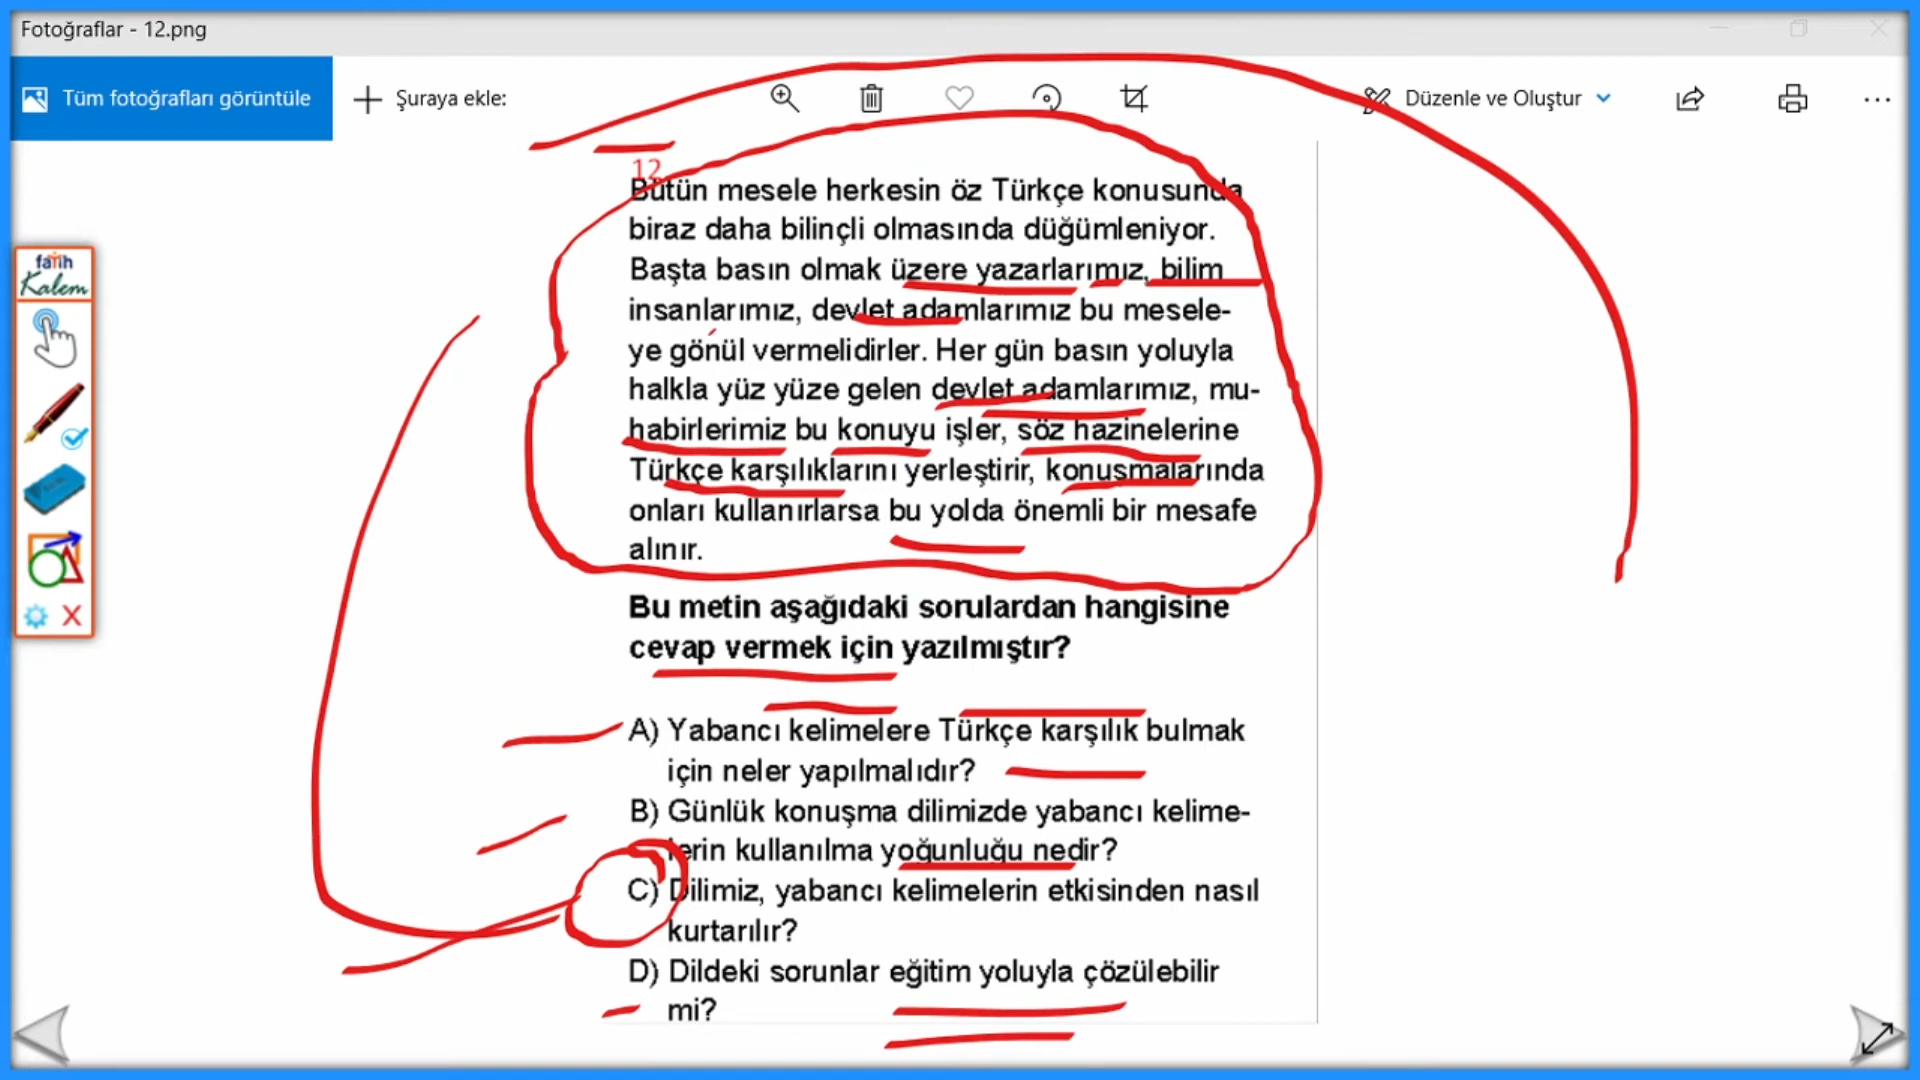 Fotoğraflar - 12.png
Tüm fotoğrafları görüntüle
Şuraya ekle:
Düzenle ve Oluştur
fatih
Kalem
12
Bütün mesele herkesin öz Türkçe konusunda
biraz daha bilinçli olmasında düğümleniyor.
Başta basın olmak üzere yazarlarımız, bilim
insanlarımız, devlet adamlarımız bu mesele-
ye gönül vermelidirler. Her gün basın yoluyla
halkla yüz yüze gelen devlet adamlarımız, mu-
habirlerimiz bu konuyu işler, söz hazinelerine
Türkçe karşılıklarını yerleştirir, konuşmalarında
onları kullanırlarsa bu yolda önemli bir mesafe
alınır.
Bu metin aşağıdaki sorulardan hangisine
cevap vermek için yazılmıştır?
A) Yabancı kelimelere Türkçe karşılık bulmak
için neler yapılmalıdır?
B) Günlük konuşma dilimizde yabancı kelime-
lerin kullanılma yoğunluğu nedir?
C) Dilimiz, yabancı kelimelerin etkisinden nasıl
kurtarılır?
D) Dildeki sorunlar eğitim yoluyla çözülebilir
mi?